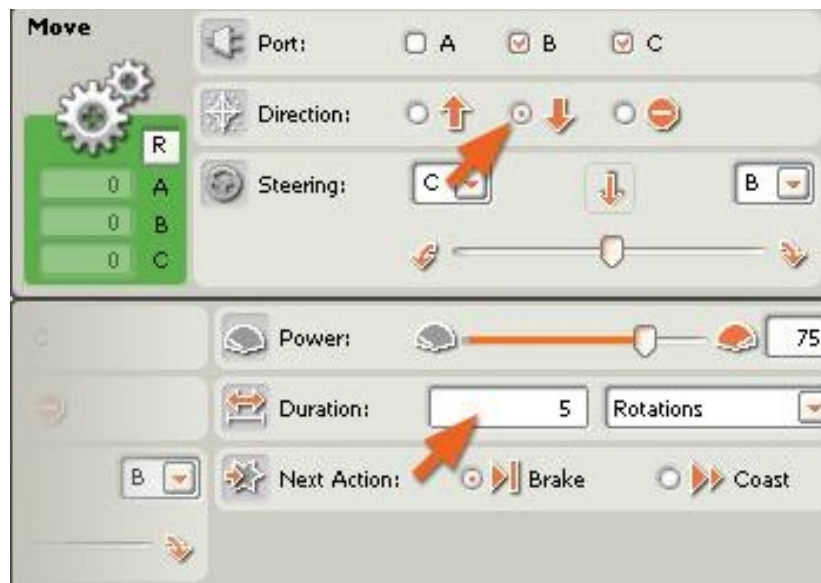 Move
Port: A B C
Direction:
R
Steering: C B
0 A
0 B
0 C
C
Power: 75
Duration: 5 Rotations
B Next Action: Brake Coast